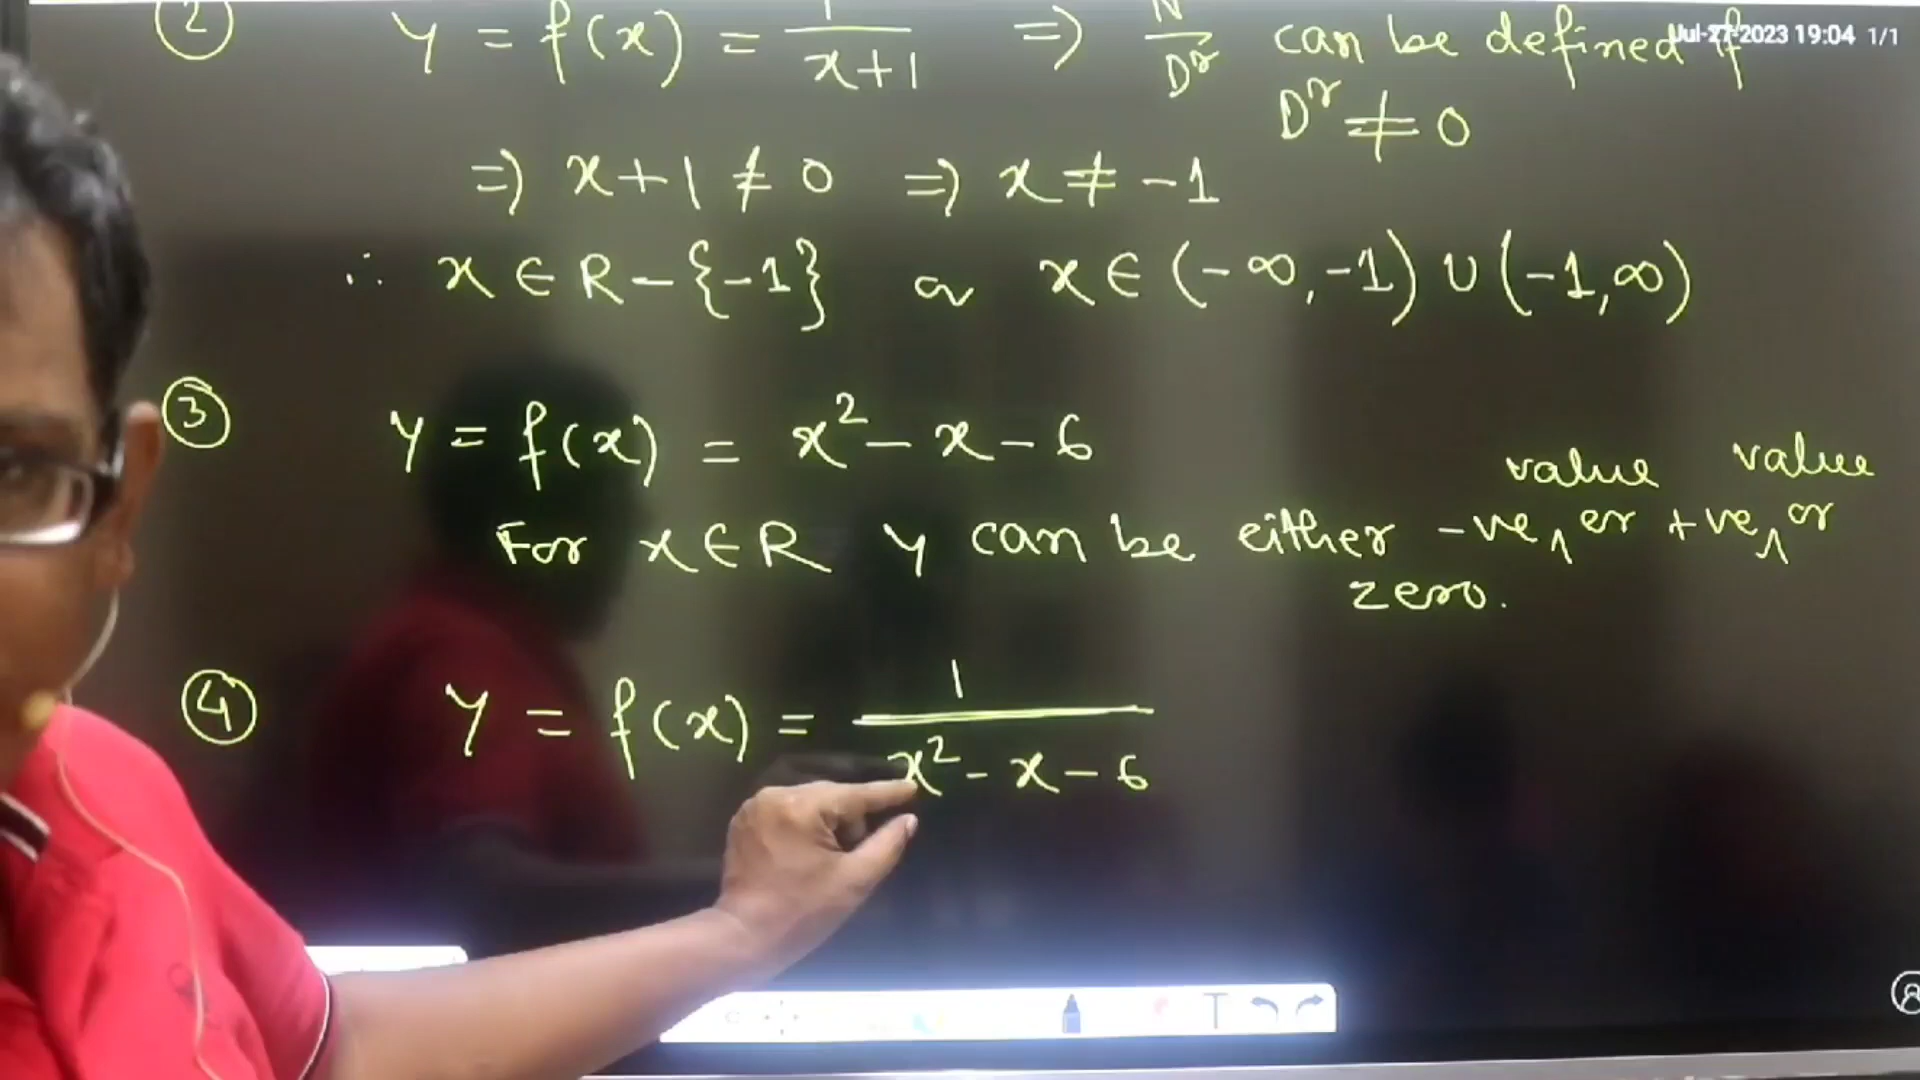 Jul-27-2023 19:04 1/1
② y = f(x) = 1/(x+1) ⇒ Nʳ/Dʳ can be defined if
Dʳ ≠ 0
⇒ x+1 ≠ 0 ⇒ x ≠ -1
∴ x ∈ R-{-1} or x ∈ (-∞,-1) ∪ (-1,∞)
③ y = f(x) = x² - x - 6
value value
For x ∈ R y can be either -ve ∧ or +ve ∧ or
zero.
④ y = f(x) = 1/(x² - x - 6)
T